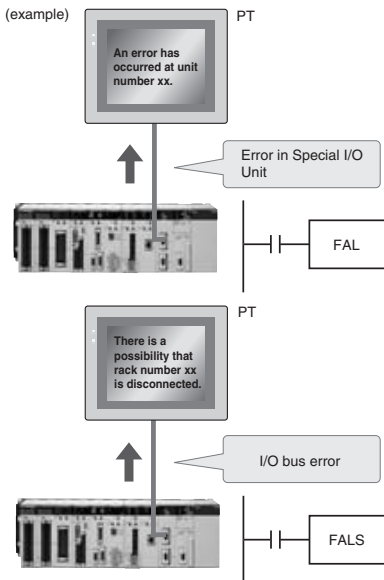 (example)
PT
An error has
occurred at unit
number xx.
Error in Special I/O
Unit
FAL
PT
There is a
possibility that
rack number xx
is disconnected.
I/O bus error
FALS